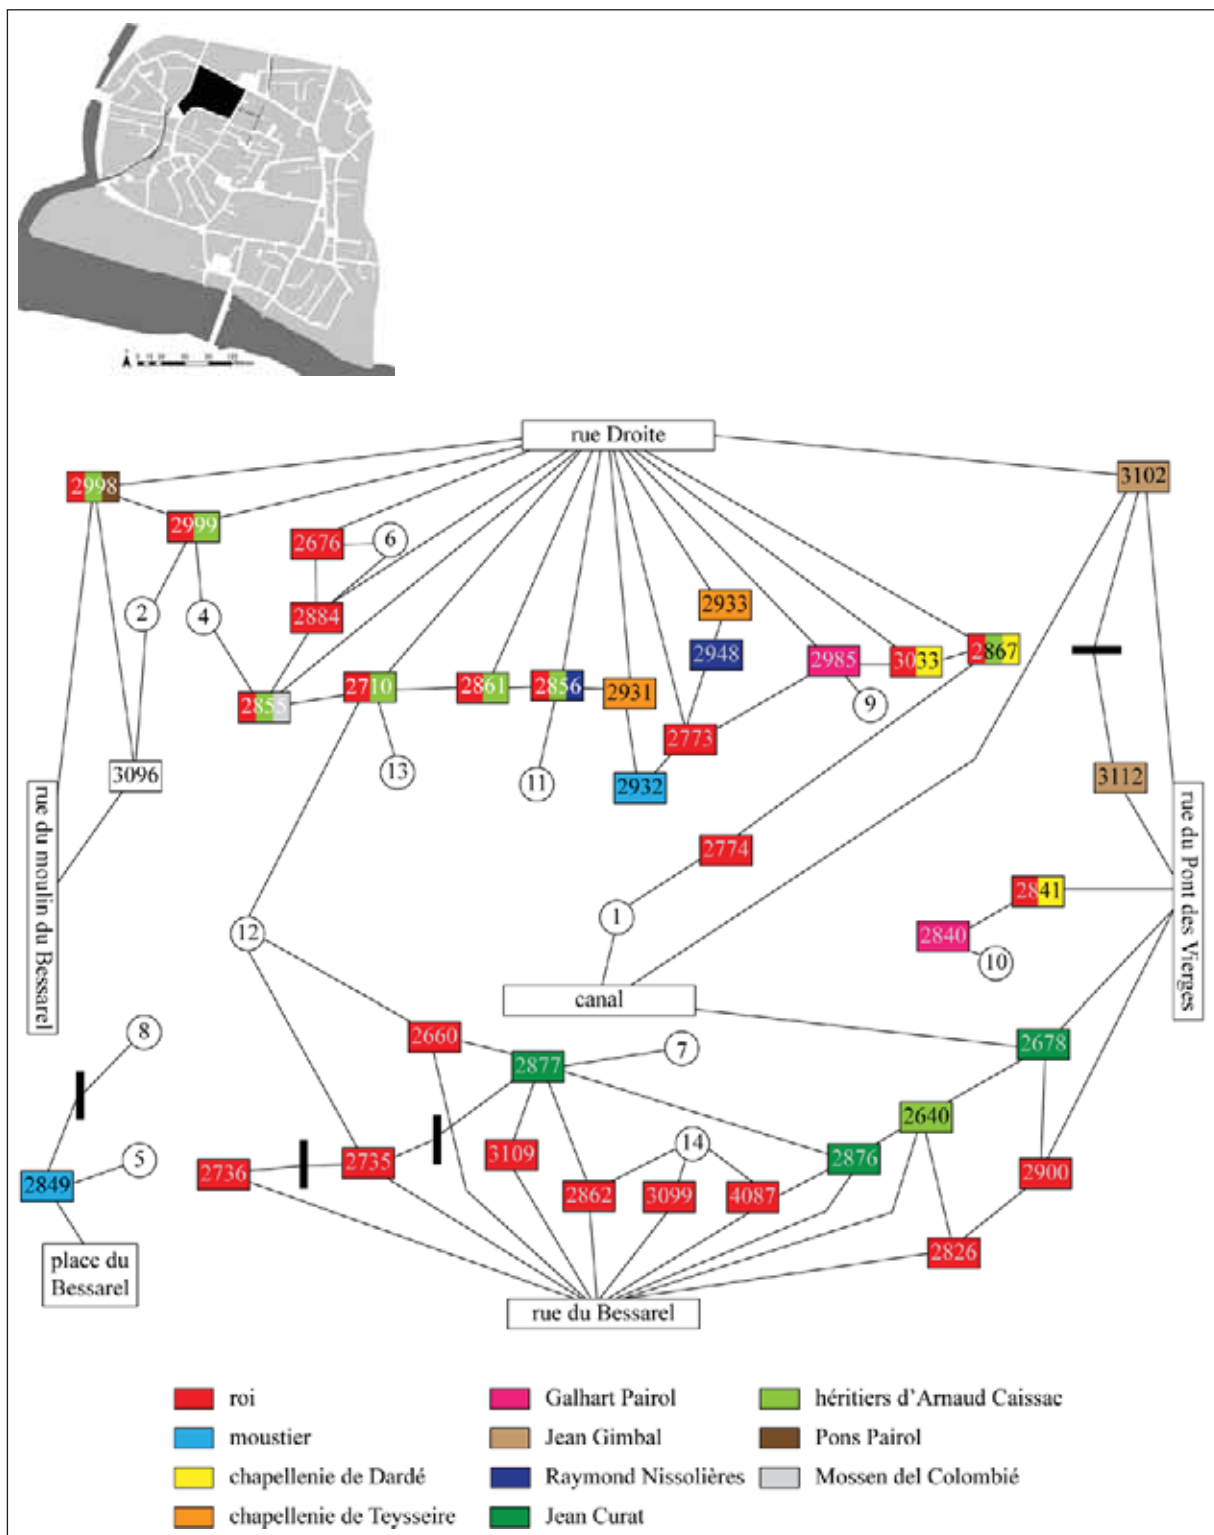 rue Droite
2998
3102
2999
2676
6
2
4
2884
2933
2948
2985
3033
2867
2855
2710
2861
2856
2931
9
2773
3096
13
11
2932
3112
rue du moulin du Bessarel
rue du Pont des Vierges
2774
2841
1
12
2840
10
canal
8
2660
2877
7
2678
2640
5
2849
2736
2735
3109
14
2876
2862
3099
4087
2900
2826
place du
Bessarel
rue du Bessarel
roi
Galhart Pairol
héritiers d'Arnaud Caissac
moustier
Jean Gimbal
Pons Pairol
chapellenie de Dardé
Raymond Nissolières
Mossen del Colombié
chapellenie de Teysseire
Jean Curat